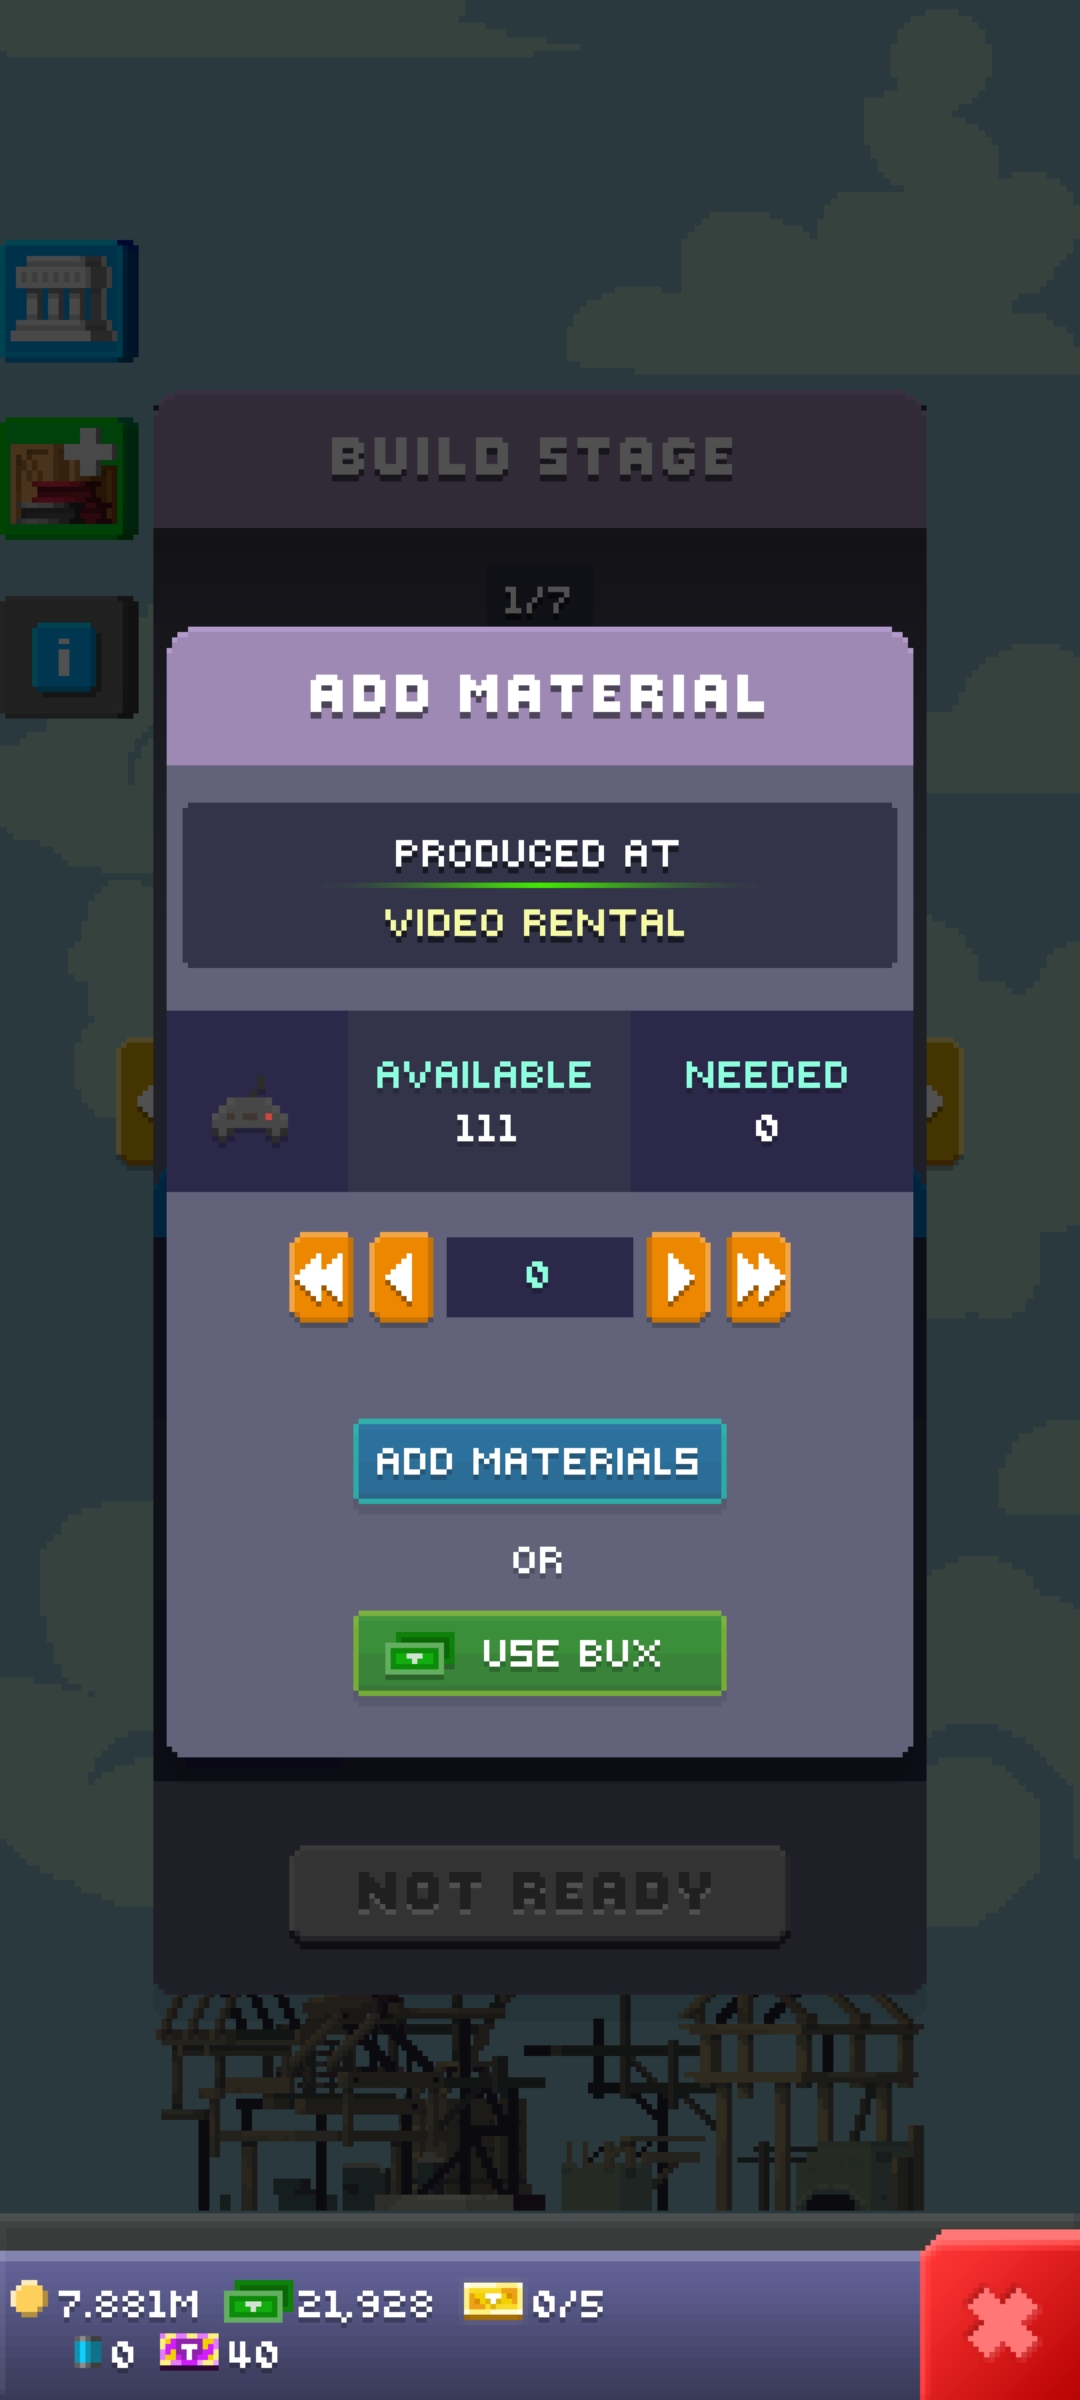 BUILD STAGE
1/7
ADD MATERIAL
PRODUCED AT
VIDEO RENTAL
AVAILABLE
111
NEEDED
0
0
ADD MATERIALS
OR
USE BUX
NOT READY
7.881M 21,928 0/5
0 40